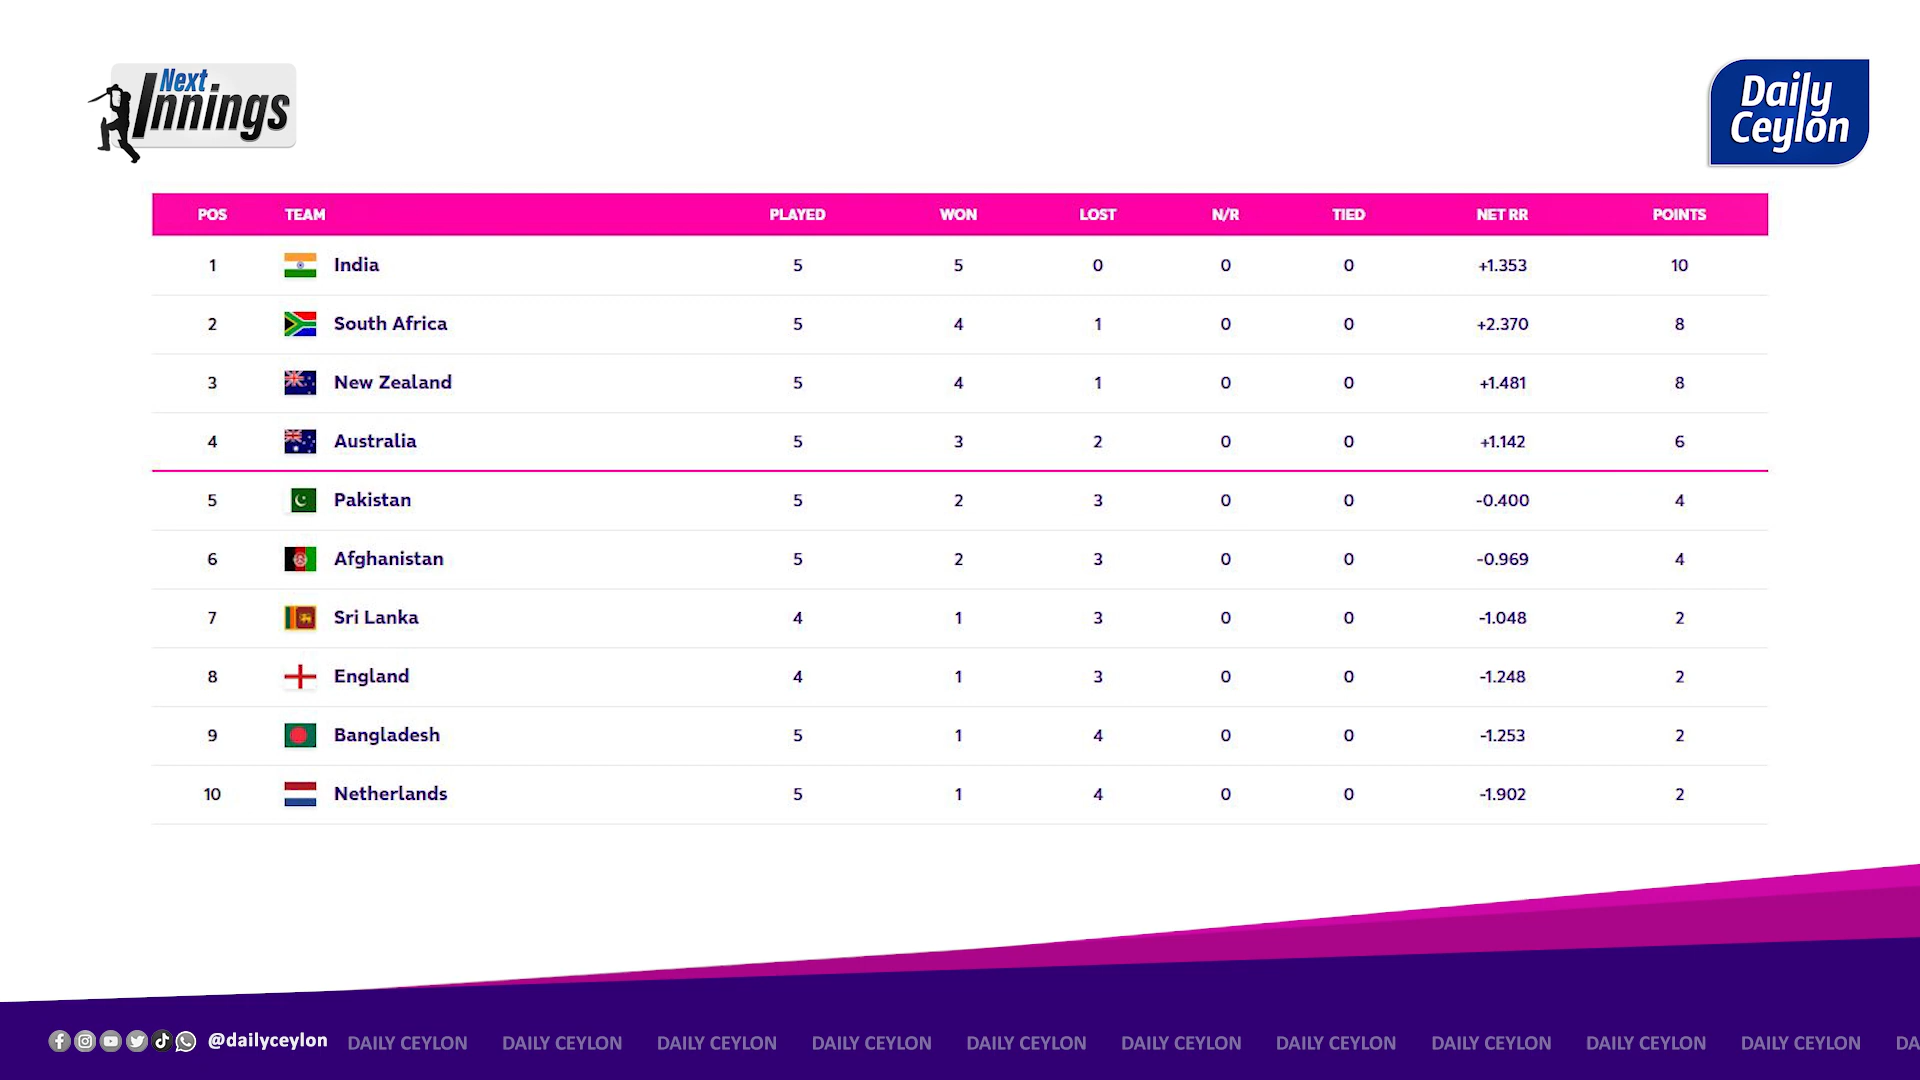 Next
Innings
Daily
Ceylon
POS TEAM PLAYED WON LOST N/R TIED NET RR POINTS
1 India 5 5 0 0 0 +1.353 10
2 South Africa 5 4 1 0 0 +2.370 8
3 New Zealand 5 4 1 0 0 +1.481 8
4 Australia 5 3 2 0 0 +1.142 6
5 Pakistan 5 2 3 0 0 -0.400 4
6 Afghanistan 5 2 3 0 0 -0.969 4
7 Sri Lanka 4 1 3 0 0 -1.048 2
8 England 4 1 3 0 0 -1.248 2
9 Bangladesh 5 1 4 0 0 -1.253 2
10 Netherlands 5 1 4 0 0 -1.902 2
@dailyceylon DAILY CEYLON DAILY CEYLON DAILY CEYLON DAILY CEYLON DAILY CEYLON DAILY CEYLON DAILY CEYLON DAILY CEYLON DAILY CEYLON DAILY CEYLON DA